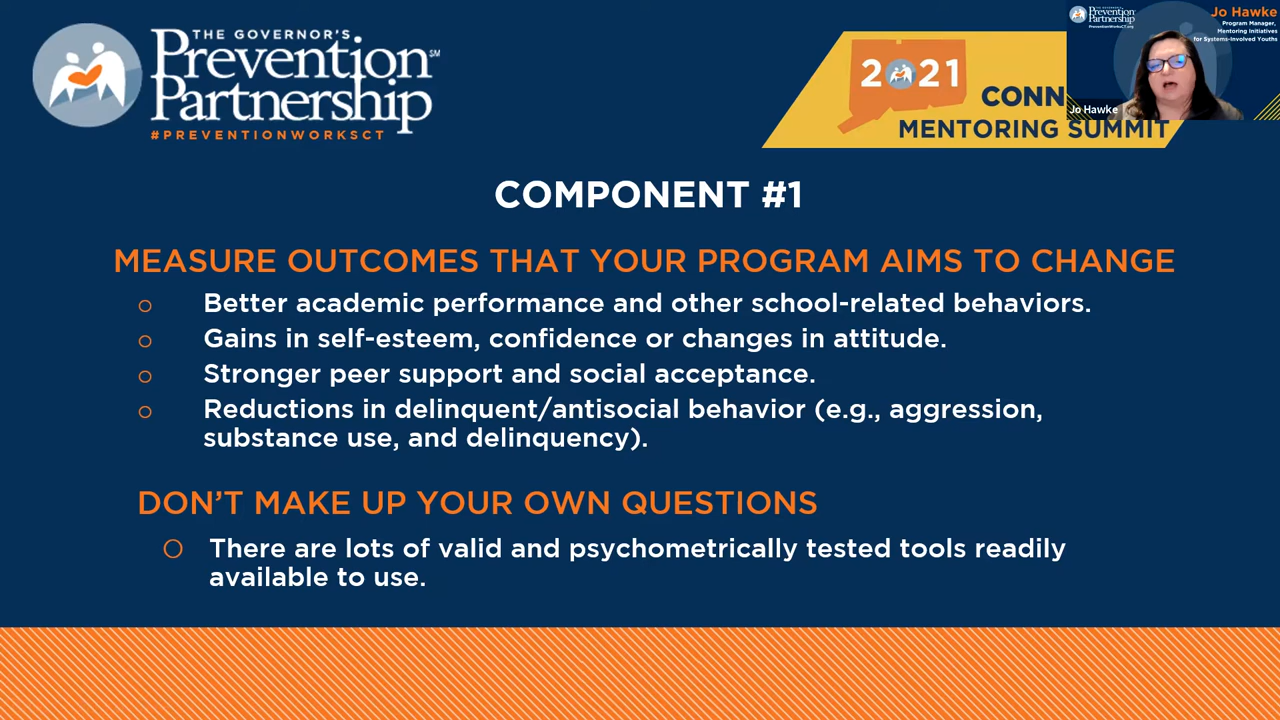 THE GOVERNOR'S
Prevention
Partnership℠
#PREVENTIONWORKSCT
2021
CONN
MENTORING SUMMIT
Prevention
Partnership
Jo Hawke
Program Manager,
Mentoring Initiatives
for Systems-Involved Youths
Jo Hawke
COMPONENT #1
MEASURE OUTCOMES THAT YOUR PROGRAM AIMS TO CHANGE
o Better academic performance and other school-related behaviors.
o Gains in self-esteem, confidence or changes in attitude.
o Stronger peer support and social acceptance.
o Reductions in delinquent/antisocial behavior (e.g., aggression,
substance use, and delinquency).
DON'T MAKE UP YOUR OWN QUESTIONS
O There are lots of valid and psychometrically tested tools readily
available to use.